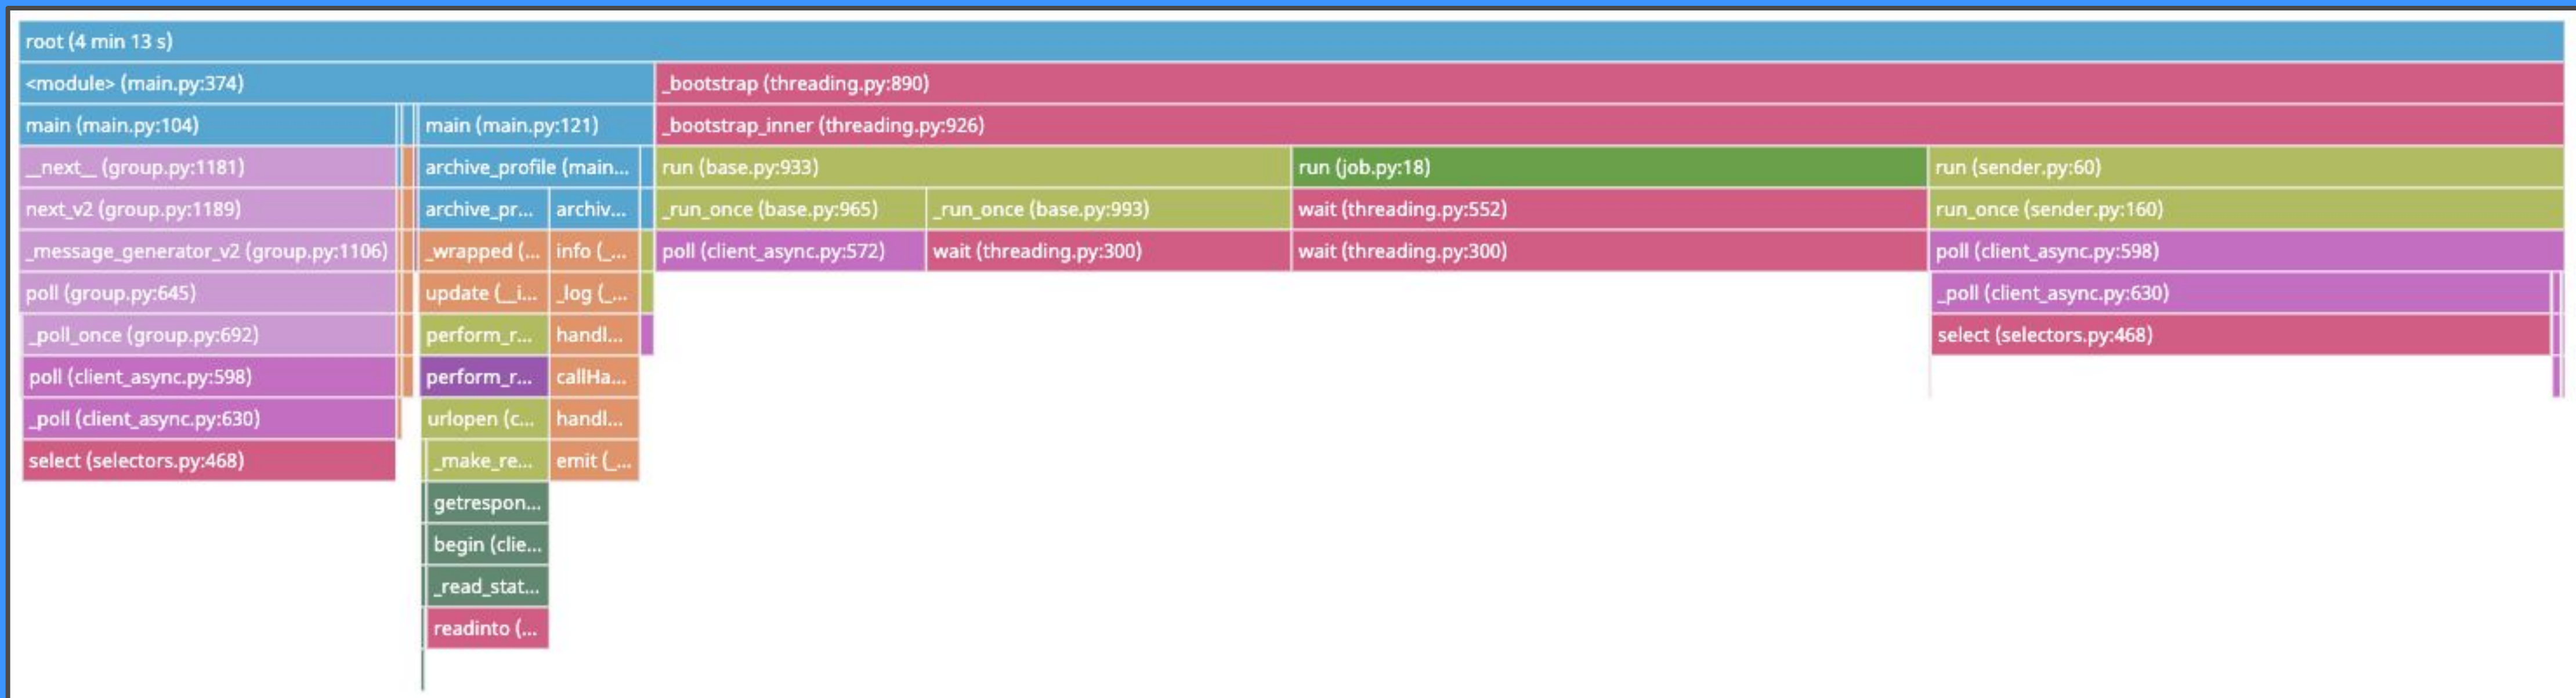 root (4 min 13 s)
<module> (main.py:374) _bootstrap (threading.py:890)
main (main.py:104) main (main.py:121) _bootstrap_inner (threading.py:926)
__next__ (group.py:1181) archive_profile (main... run (base.py:933) run (job.py:18) run (sender.py:60)
next_v2 (group.py:1189) archive_pr... archiv... _run_once (base.py:965) _run_once (base.py:993) wait (threading.py:552) run_once (sender.py:160)
_message_generator_v2 (group.py:1106) _wrapped (... info (_... poll (client_async.py:572) wait (threading.py:300) wait (threading.py:300) poll (client_async.py:598)
poll (group.py:645) update (__i... _log (_... _poll (client_async.py:630)
_poll_once (group.py:692) perform_r... handl... select (selectors.py:468)
poll (client_async.py:598) perform_r... callHa...
_poll (client_async.py:630) urlopen (c... handl...
select (selectors.py:468) _make_re... emit (_...
getrespon...
begin (clie...
_read_stat...
readinto (...